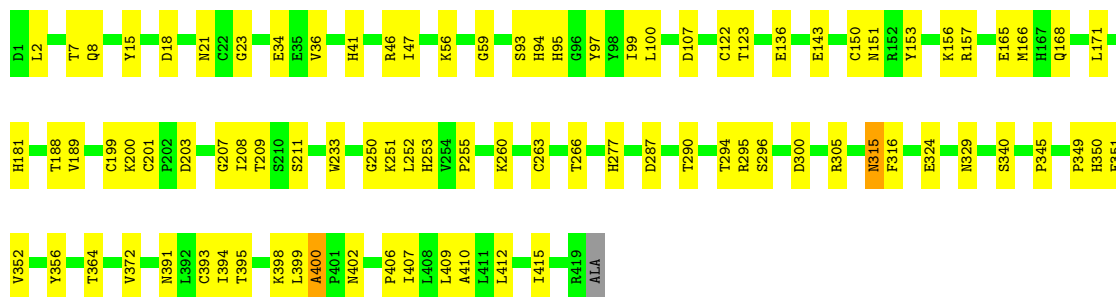 D1 L2 T7 Q8 Y15 D18 N21 C22 G23 E34 E35 V36 H41 R46 I47 K56 G59 S93 H94 H95 G96 Y97 Y98 I99 L100 D107 C122 T123 E136 E143 C150 N151 R152 Y153 K156 R157 E165 M166 H167 Q168 L171
H181 T188 V189 C199 K200 C201 P202 D203 G207 I208 T209 S210 S211 W233 G250 K251 L252 H253 V254 P255 K260 C263 T266 H277 D287 T290 T294 R295 S296 D300 R305 N315 F316 E324 N329 S340 P345 P349 H350
V352 Y356 T364 V372 N391 L392 C393 I394 T395 K398 L399 A400 P401 N402 P406 I407 L408 L409 A410 L411 L412 I415 R419 ALA